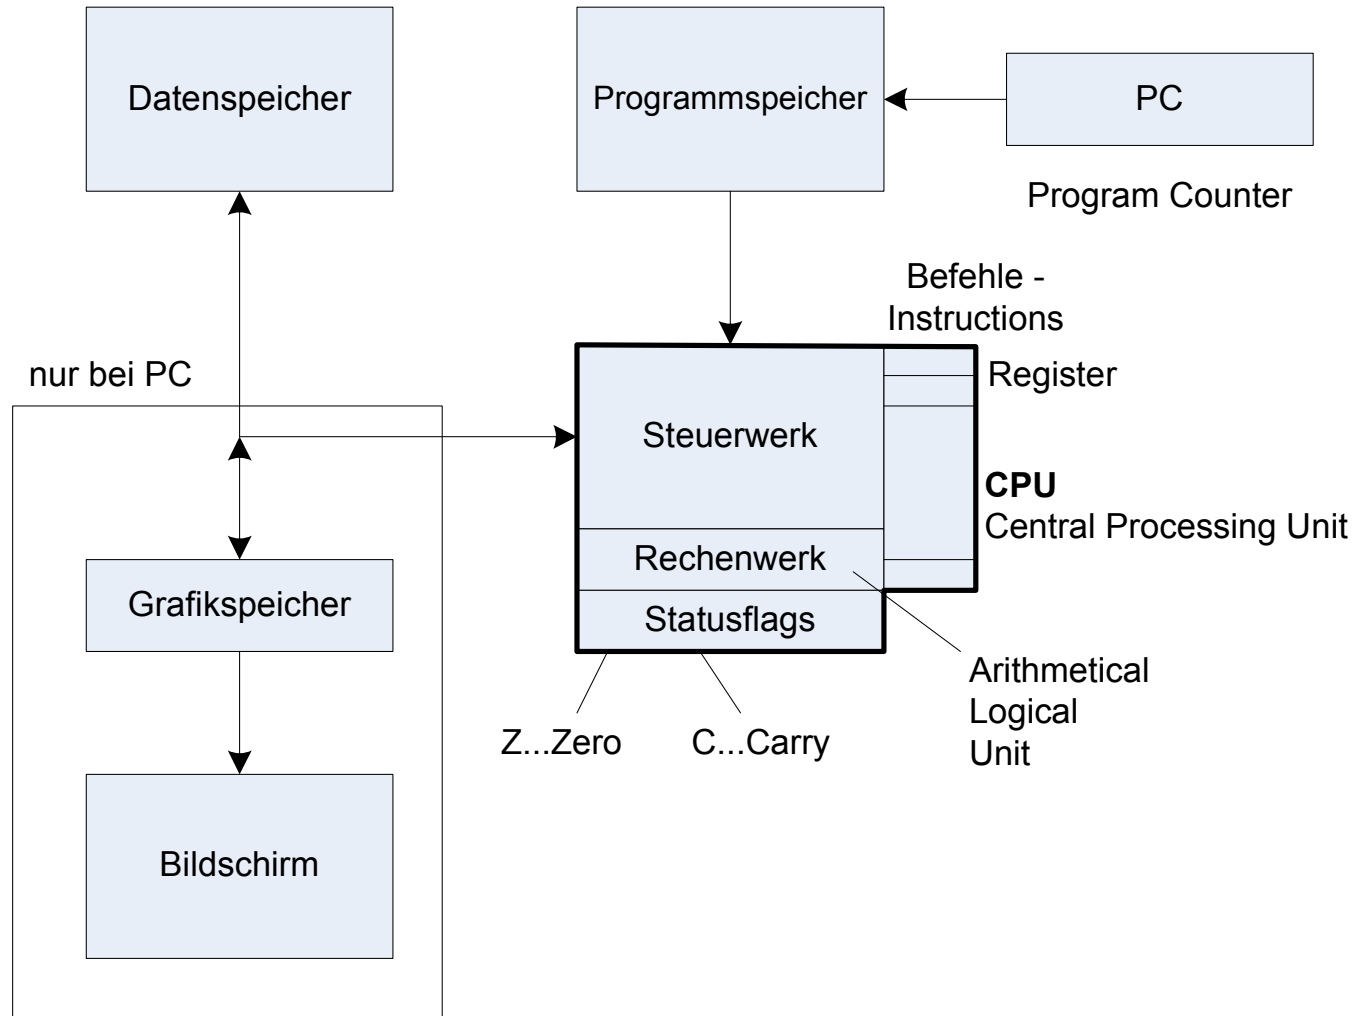 Datenspeicher
Programmspeicher
PC
Program Counter
Befehle -
Instructions
nur bei PC
Register
Steuerwerk
CPU
Central Processing Unit
Rechenwerk
Grafikspeicher
Statusflags
Arithmetical
Logical
Unit
Z...Zero
C...Carry
Bildschirm